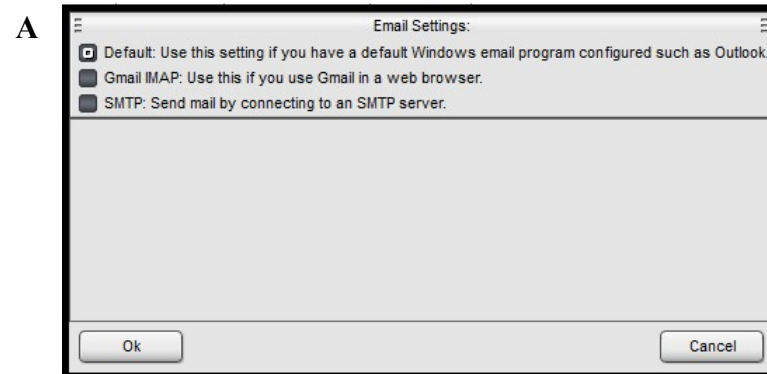 A
Email Settings:
Default: Use this setting if you have a default Windows email program configured such as Outlook.
Gmail IMAP: Use this if you use Gmail in a web browser.
SMTP: Send mail by connecting to an SMTP server.
Ok Cancel